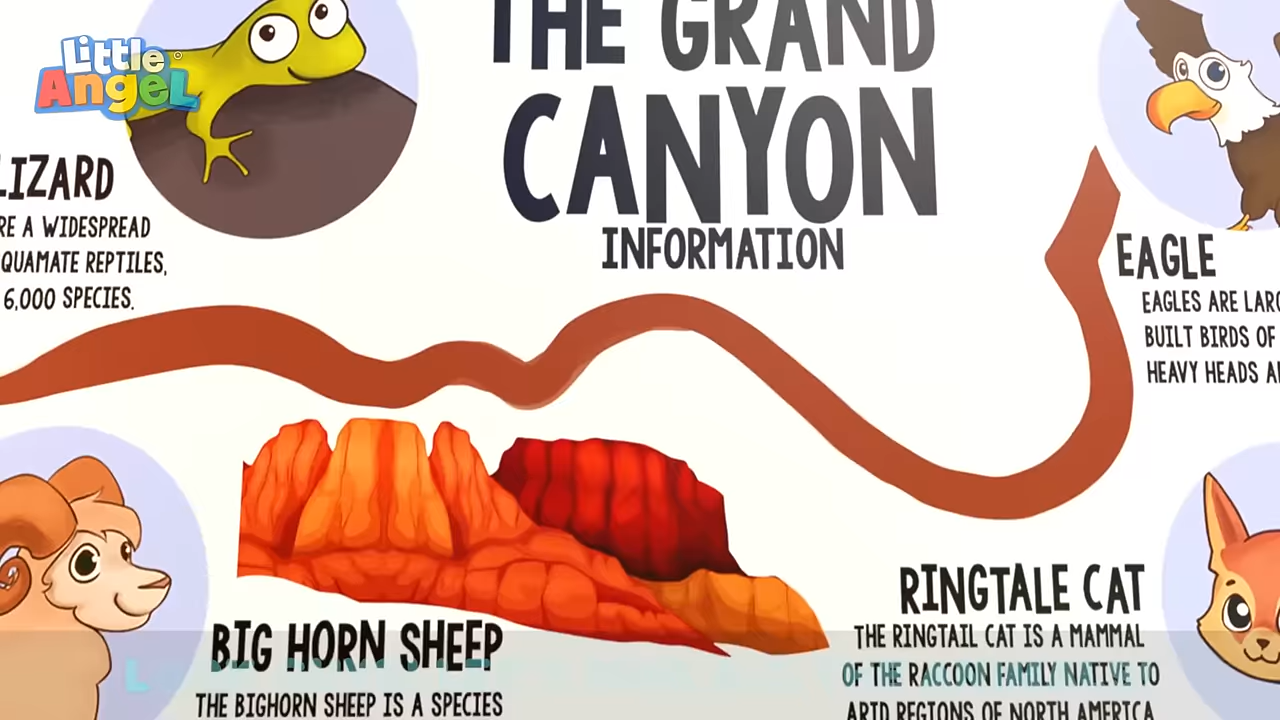 Little
Angel
THE GRAND
CANYON
INFORMATION
LIZARD
RE A WIDESPREAD
QUAMATE REPTILES,
6,000 SPECIES.
EAGLE
EAGLES ARE LARG
BUILT BIRDS OF
HEAVY HEADS A
BIG HORN SHEEP
THE BIGHORN SHEEP IS A SPECIES
RINGTALE CAT
THE RINGTAIL CAT IS A MAMMAL
OF THE RACCOON FAMILY NATIVE TO
ARID REGIONS OF NORTH AMERICA.